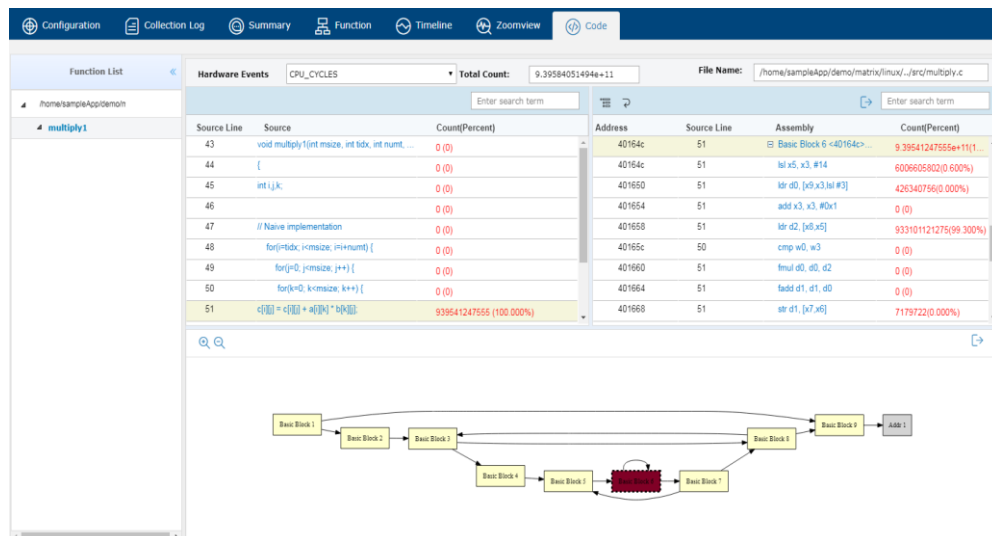 Configuration Collection Log Summary Function Timeline Zoomview Code
Function List «
/home/sampleApp/demo/n
multiply1
Hardware Events CPU_CYCLES Total Count: 9.39584051494e+11 File Name: /home/sampleApp/demo/matrix/linux/../src/multiply.c
Enter search term
Source Line Source Count(Percent)
43 void multiply1(int msize, int tidx, int numt, ... 0 (0)
44 { 0 (0)
45 int i,j,k; 0 (0)
46 0 (0)
47 // Naive implementation 0 (0)
48 for(i=tidx; i<msize; i=i+numt) { 0 (0)
49 for(j=0; j<msize; j++) { 0 (0)
50 for(k=0; k<msize; k++) { 0 (0)
51 c[i][j] = c[i][j] + a[i][k] * b[k][j]; 939541247555 (100.000%)
Enter search term
Address Source Line Assembly Count(Percent)
40164c 51 Basic Block 6 <40164c>... 9.39541247555e+11(1...
40164c 51 lsl x5, x3, #14 6006605802(0.600%)
401650 51 ldr d0, [x9,x3,lsl #3] 426340756(0.000%)
401654 51 add x3, x3, #0x1 0 (0)
401658 51 ldr d2, [x8,x5] 933101121275(99.300%)
40165c 50 cmp w0, w3 0 (0)
401660 51 fmul d0, d0, d2 0 (0)
401664 51 fadd d1, d1, d0 0 (0)
401668 51 str d1, [x7,x6] 7179722(0.000%)
Basic Block 1
Basic Block 2
Basic Block 3
Basic Block 4
Basic Block 5
Basic Block 6
Basic Block 7
Basic Block 8
Basic Block 9
Addr 1